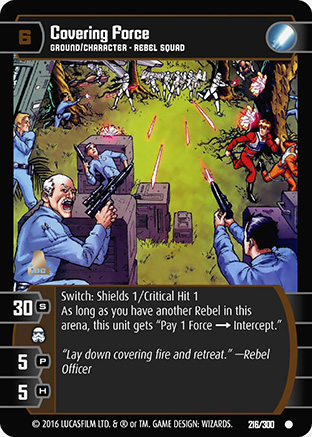 6
Covering Force
GROUND/CHARACTER - REBEL SQUAD
30 S
5 P
5 H
Switch: Shields 1/Critical Hit 1
As long as you have another Rebel in this
arena, this unit gets “Pay 1 Force → Intercept.”
“Lay down covering fire and retreat.” —Rebel
Officer
© 2016 LUCASFILM LTD. & ® OR TM. GAME DESIGN: WIZARDS.
216/300